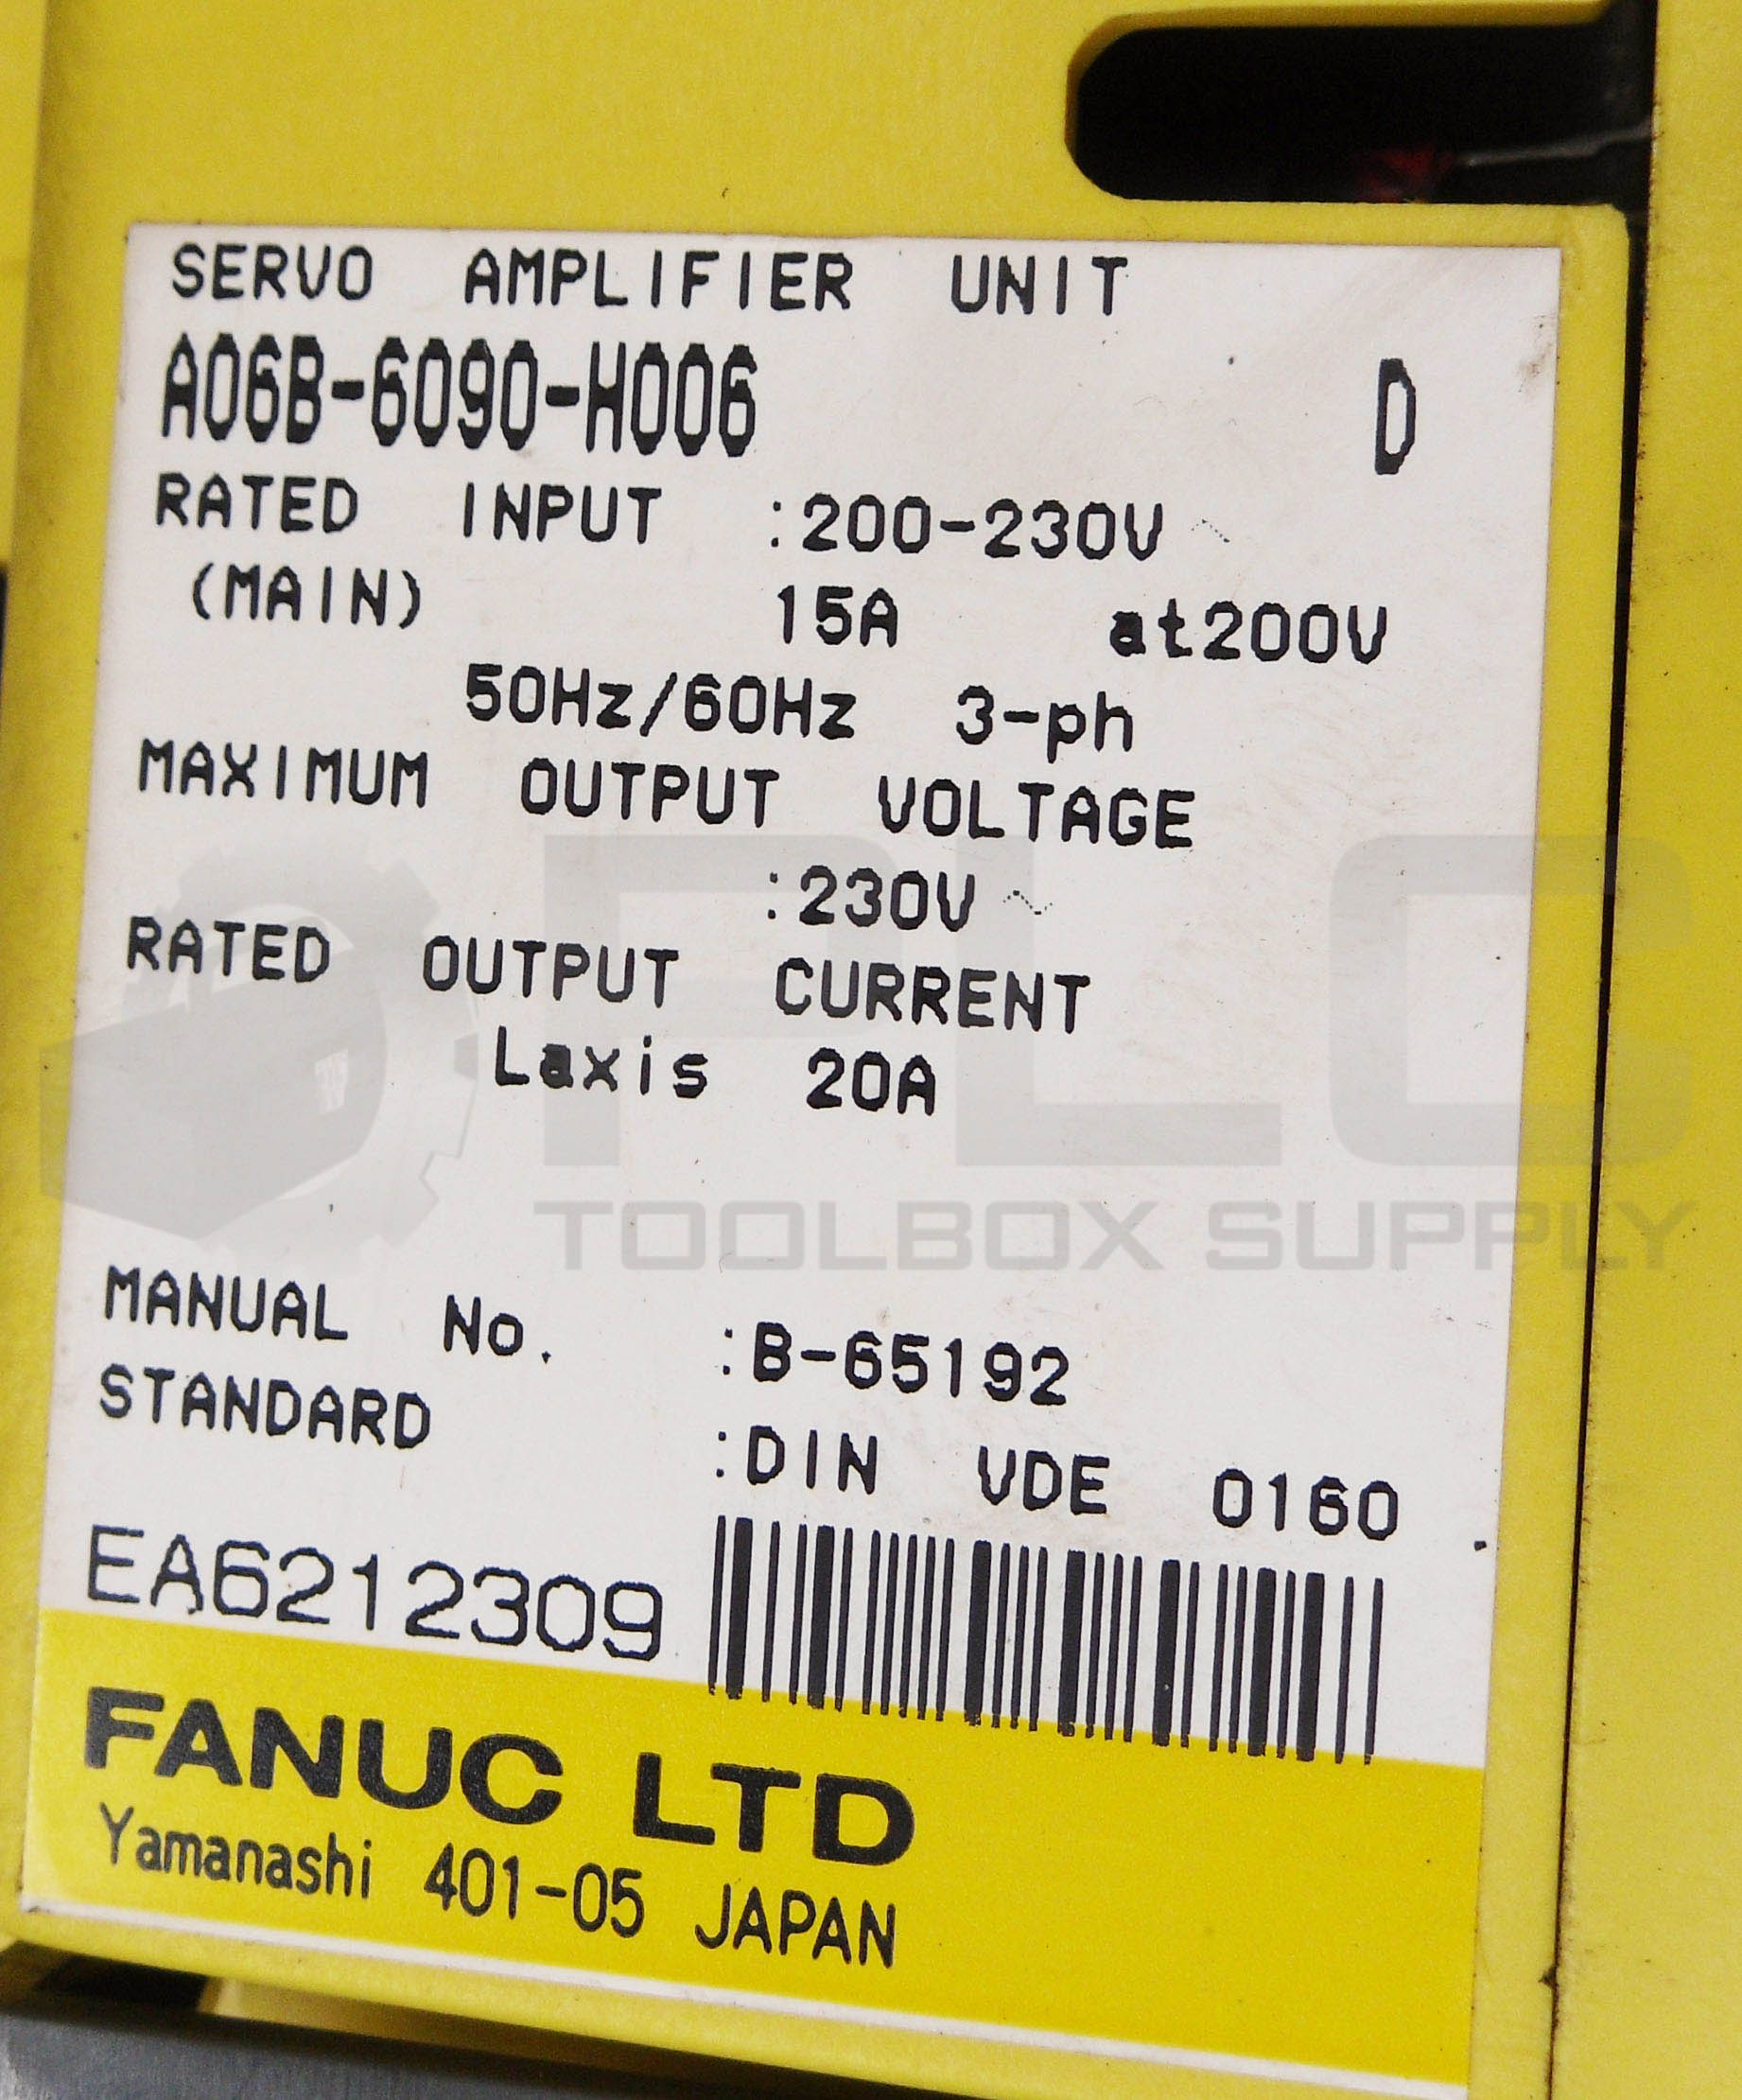 SERVO AMPLIFIER UNIT
A06B-6090-H006 D
RATED INPUT :200-230V~
(MAIN) 15A at200V
50Hz/60Hz 3-ph
MAXIMUM OUTPUT VOLTAGE
:230V~
RATED OUTPUT CURRENT
Laxis 20A
PLC
TOOLBOX SUPPLY
MANUAL No. :B-65192
STANDARD :DIN VDE 0160
EA6212309
FANUC LTD
Yamanashi 401-05 JAPAN